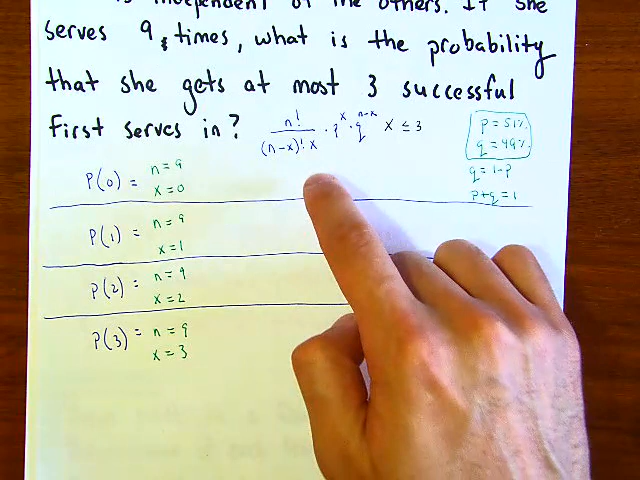 is independent of the others. If she
serves 9 times, what is the probability
that she gets at most 3 successful
first serves in?
n! / (n-x)! · x · p^x · q^n-x x ≤ 3
p = 51%
q = 49%
q = 1-p
p+q = 1
P(0) = n = 9
x = 0
P(1) = n = 9
x = 1
P(2) = n = 9
x = 2
P(3) = n = 9
x = 3